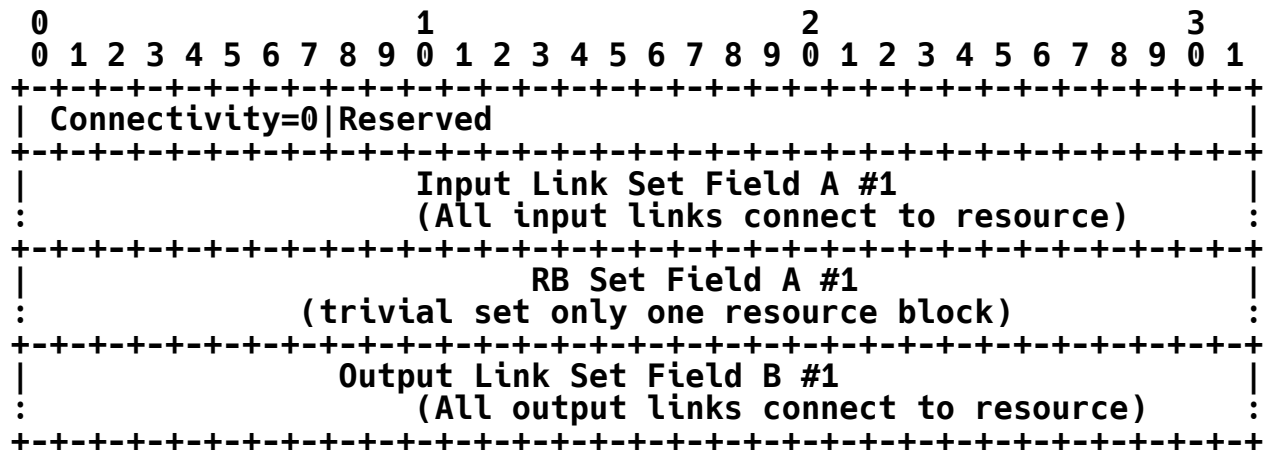 0                   1                   2                   3
 0 1 2 3 4 5 6 7 8 9 0 1 2 3 4 5 6 7 8 9 0 1 2 3 4 5 6 7 8 9 0 1
+-+-+-+-+-+-+-+-+-+-+-+-+-+-+-+-+-+-+-+-+-+-+-+-+-+-+-+-+-+-+-+-+
| Connectivity=0|Reserved                                       |
+-+-+-+-+-+-+-+-+-+-+-+-+-+-+-+-+-+-+-+-+-+-+-+-+-+-+-+-+-+-+-+-+
|                    Input Link Set Field A #1                  |
:                    (All input links connect to resource)      :
+-+-+-+-+-+-+-+-+-+-+-+-+-+-+-+-+-+-+-+-+-+-+-+-+-+-+-+-+-+-+-+-+
|                          RB Set Field A #1                    |
:              (trivial set only one resource block)            :
+-+-+-+-+-+-+-+-+-+-+-+-+-+-+-+-+-+-+-+-+-+-+-+-+-+-+-+-+-+-+-+-+
|                Output Link Set Field B #1                     |
:                    (All output links connect to resource)     :
+-+-+-+-+-+-+-+-+-+-+-+-+-+-+-+-+-+-+-+-+-+-+-+-+-+-+-+-+-+-+-+-+